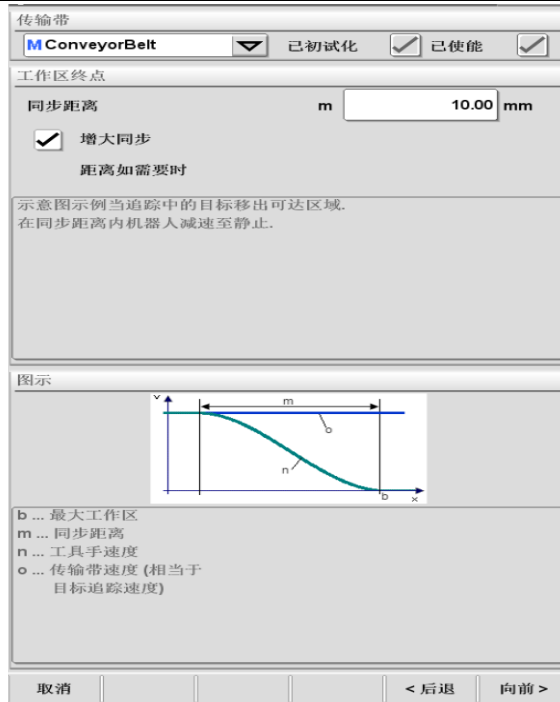 传输带
M ConveyorBelt 已初试化 已使能
工作区终点
同步距离 m 10.00 mm
增大同步
距离如需要时
示意图示例当追踪中的目标移出可达区域.
在同步距离内机器人减速至静止.
图示
v m
o
n
b x
b ... 最大工作区
m ... 同步距离
n ... 工具手速度
o ... 传输带速度 (相当于
目标追踪速度)
取消 < 后退 向前 >